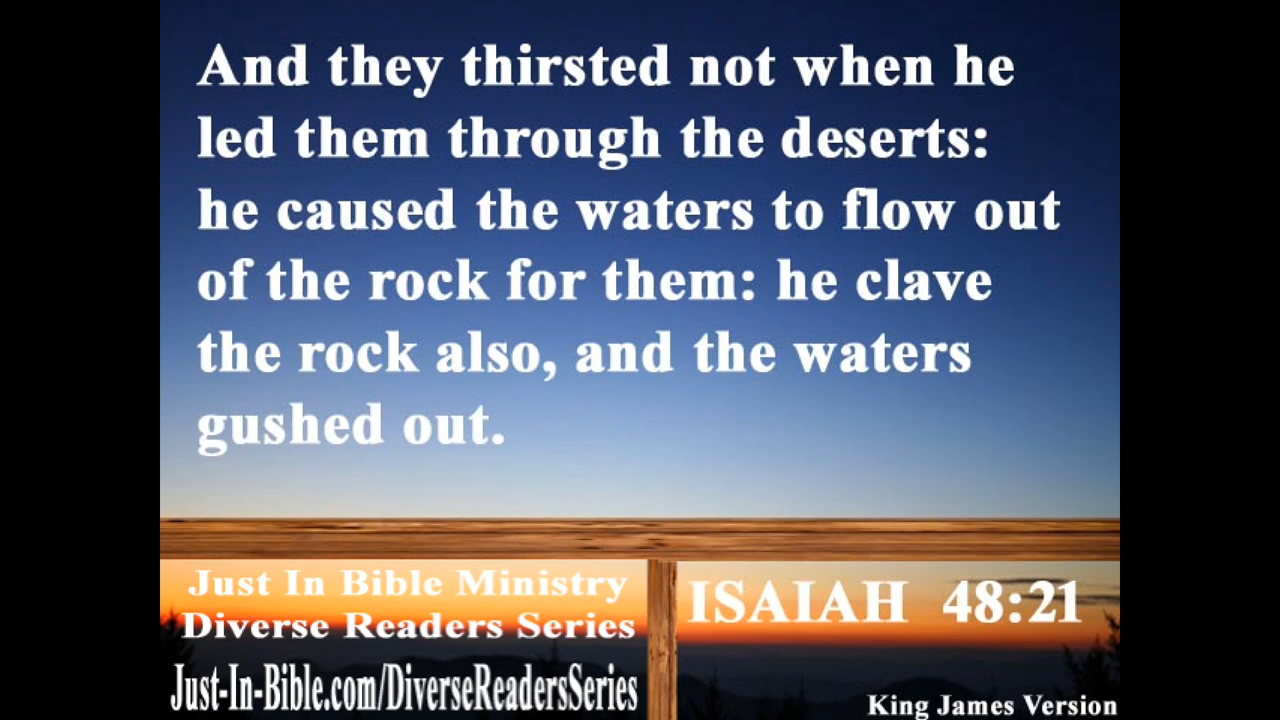 And they thirsted not when he
led them through the deserts:
he caused the waters to flow out
of the rock for them: he clave
the rock also, and the waters
gushed out.
Just In Bible Ministry
Diverse Readers Series
Just-In-Bible.com/DiverseReadersSeries
ISAIAH 48:21
King James Version